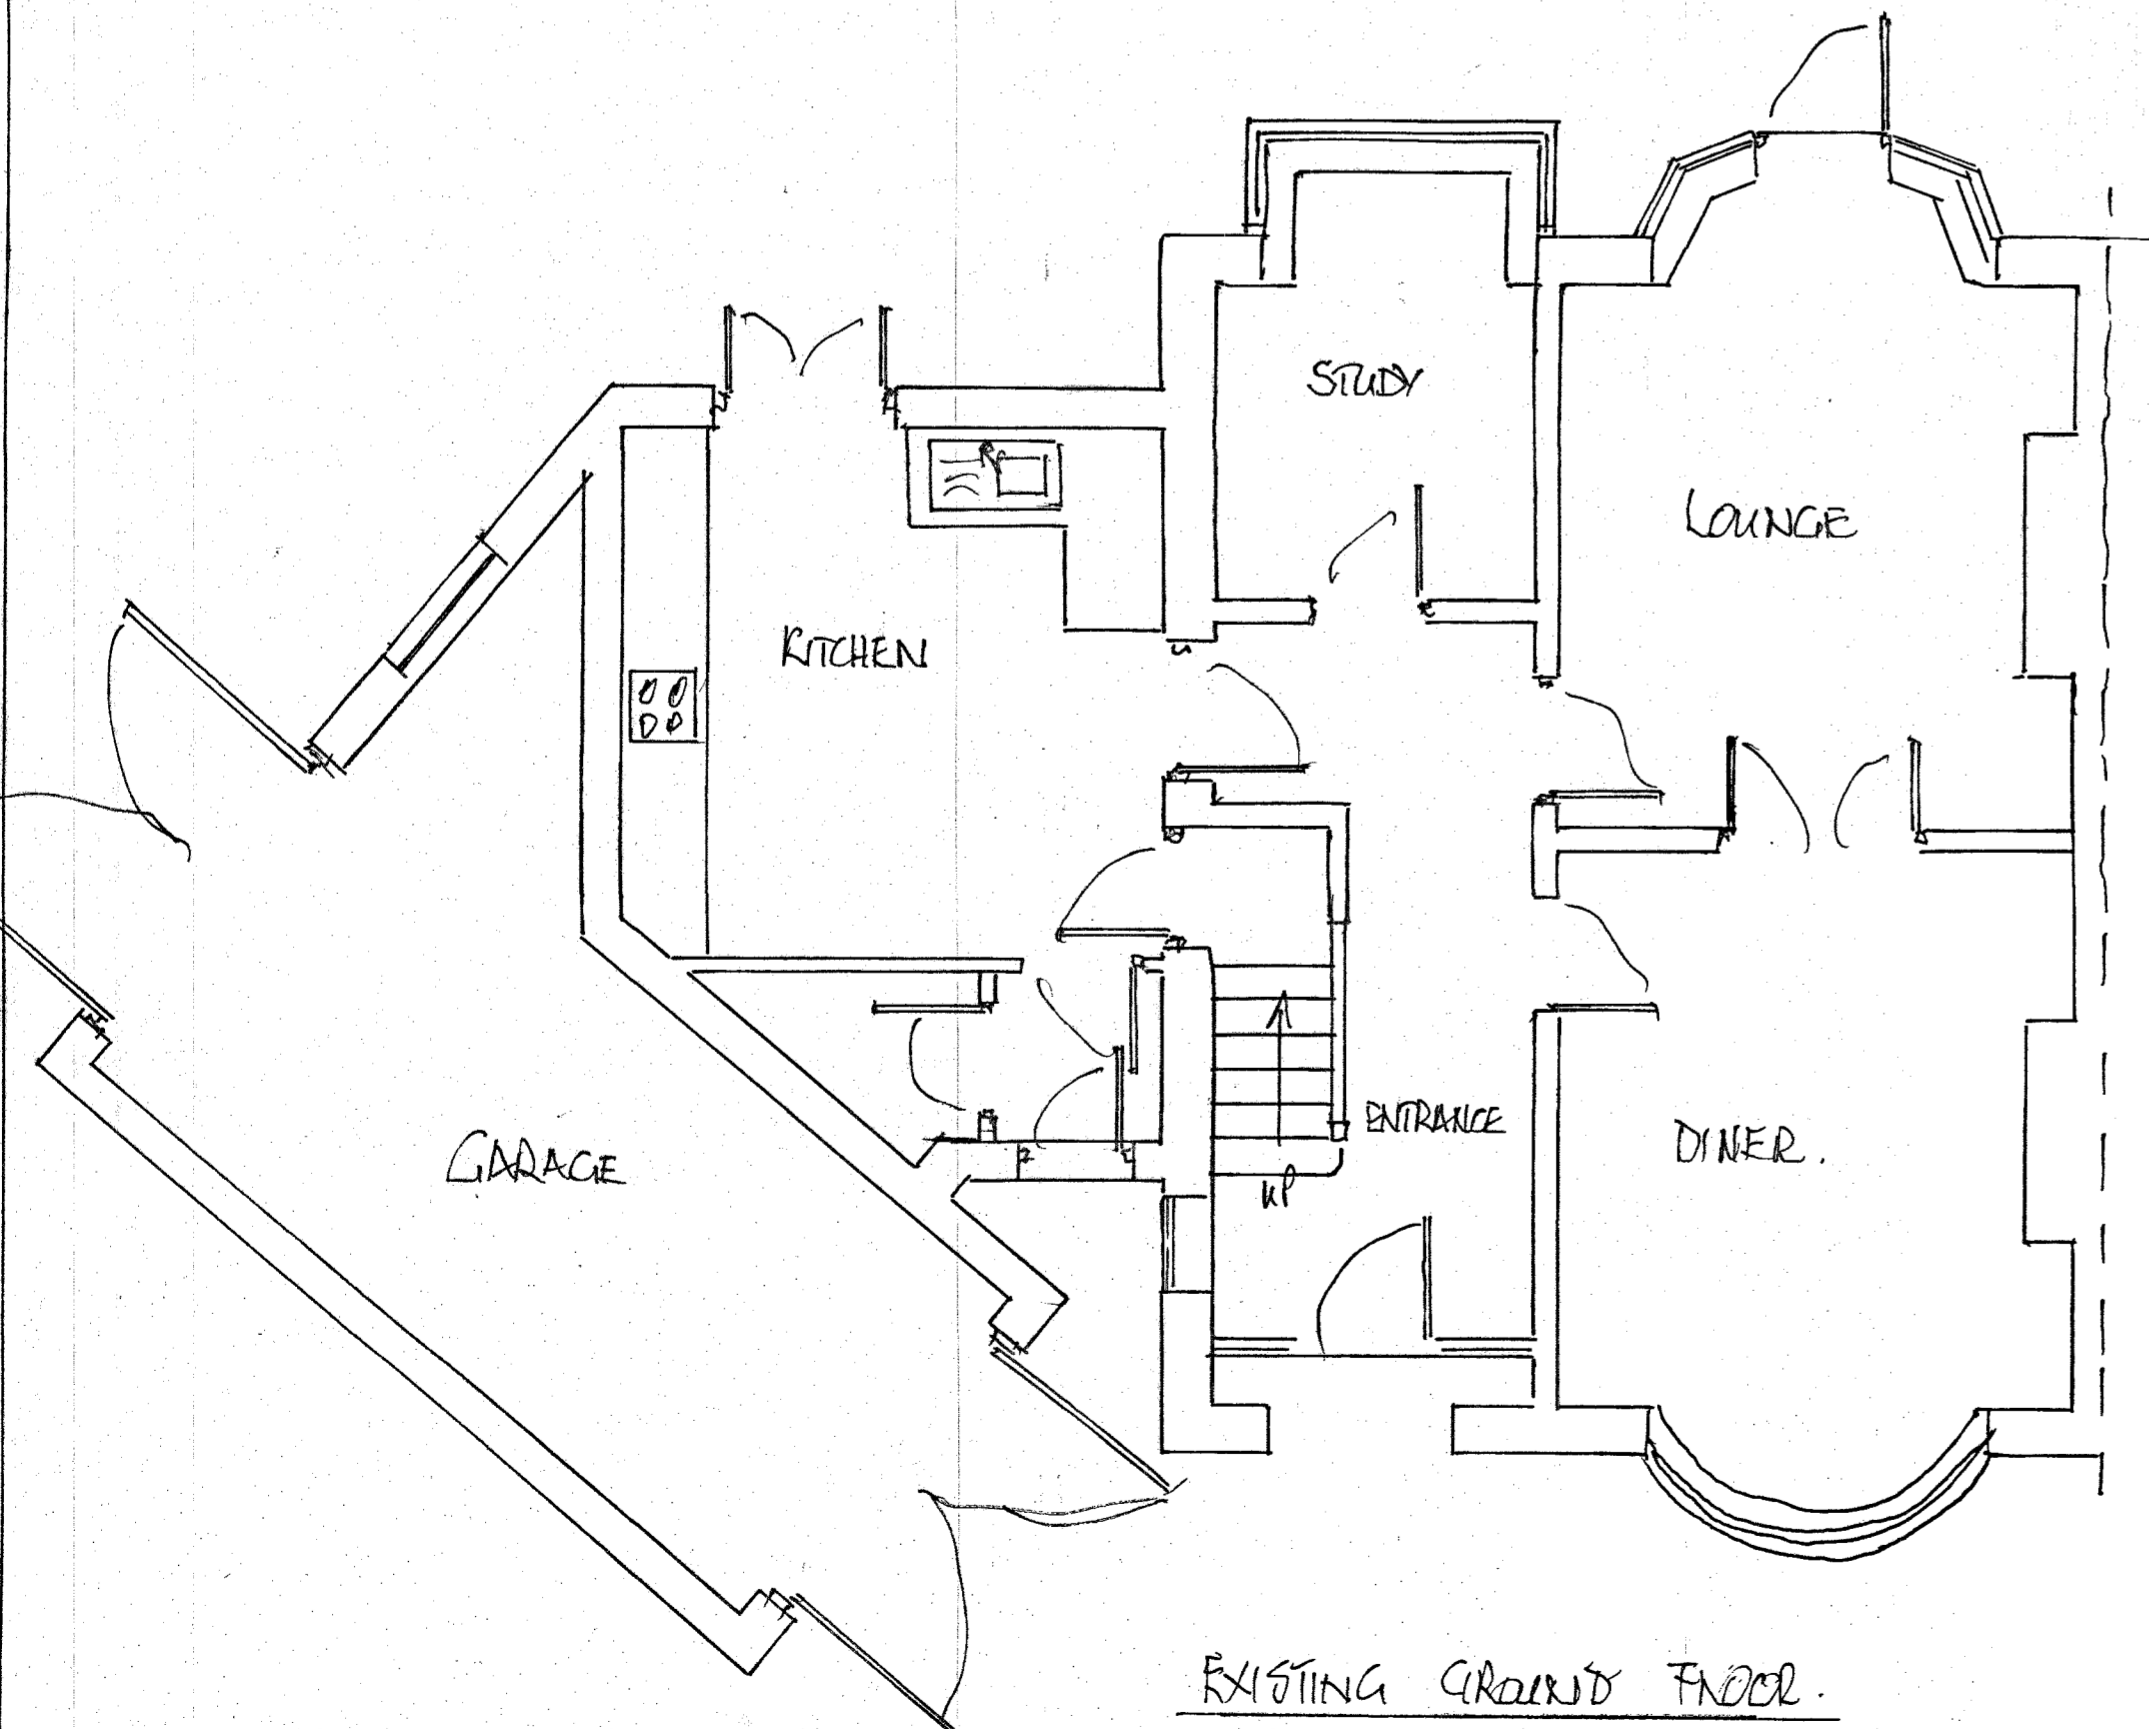 STUDY
LOUNGE
KITCHEN
ENTRANCE
DINER.
GARAGE
UP
EXISTING GROUND FLOOR.